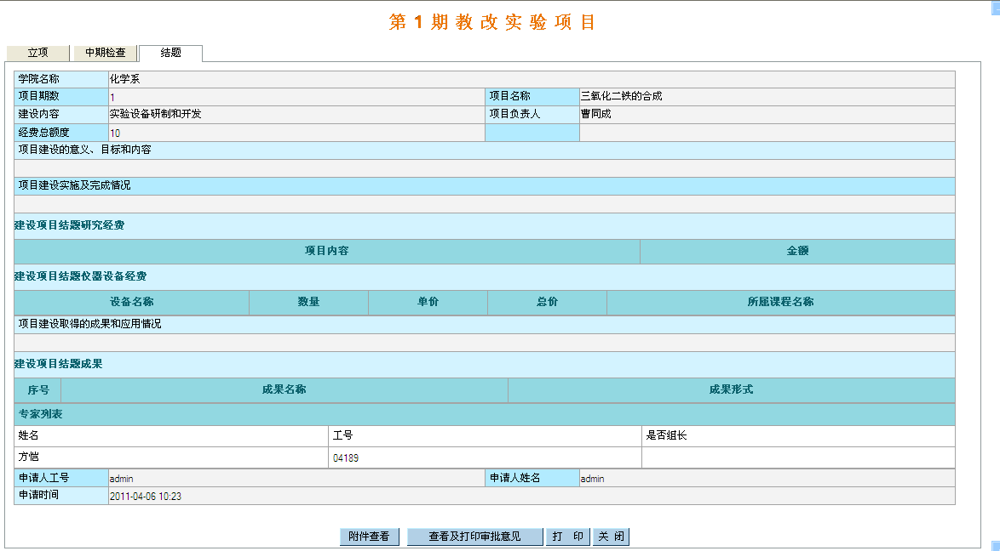 第 1 期 教 改 实 验 项 目
立项 中期检查 结题
学院名称 化学系
项目期数 1 项目名称 三氧化二铁的合成
建设内容 实验设备研制和开发 项目负责人 曹同成
经费总额度 10
项目建设的意义、目标和内容
项目建设实施及完成情况
建设项目结题研究经费
项目内容 金额
建设项目结题仪器设备经费
设备名称 数量 单价 总价 所属课程名称
项目建设取得的成果和应用情况
建设项目结题成果
序号 成果名称 成果形式
专家列表
姓名 工号 是否组长
方恺 04189
申请人工号 admin 申请人姓名 admin
申请时间 2011-04-06 10:23
附件查看 查看及打印审批意见 打 印 关 闭